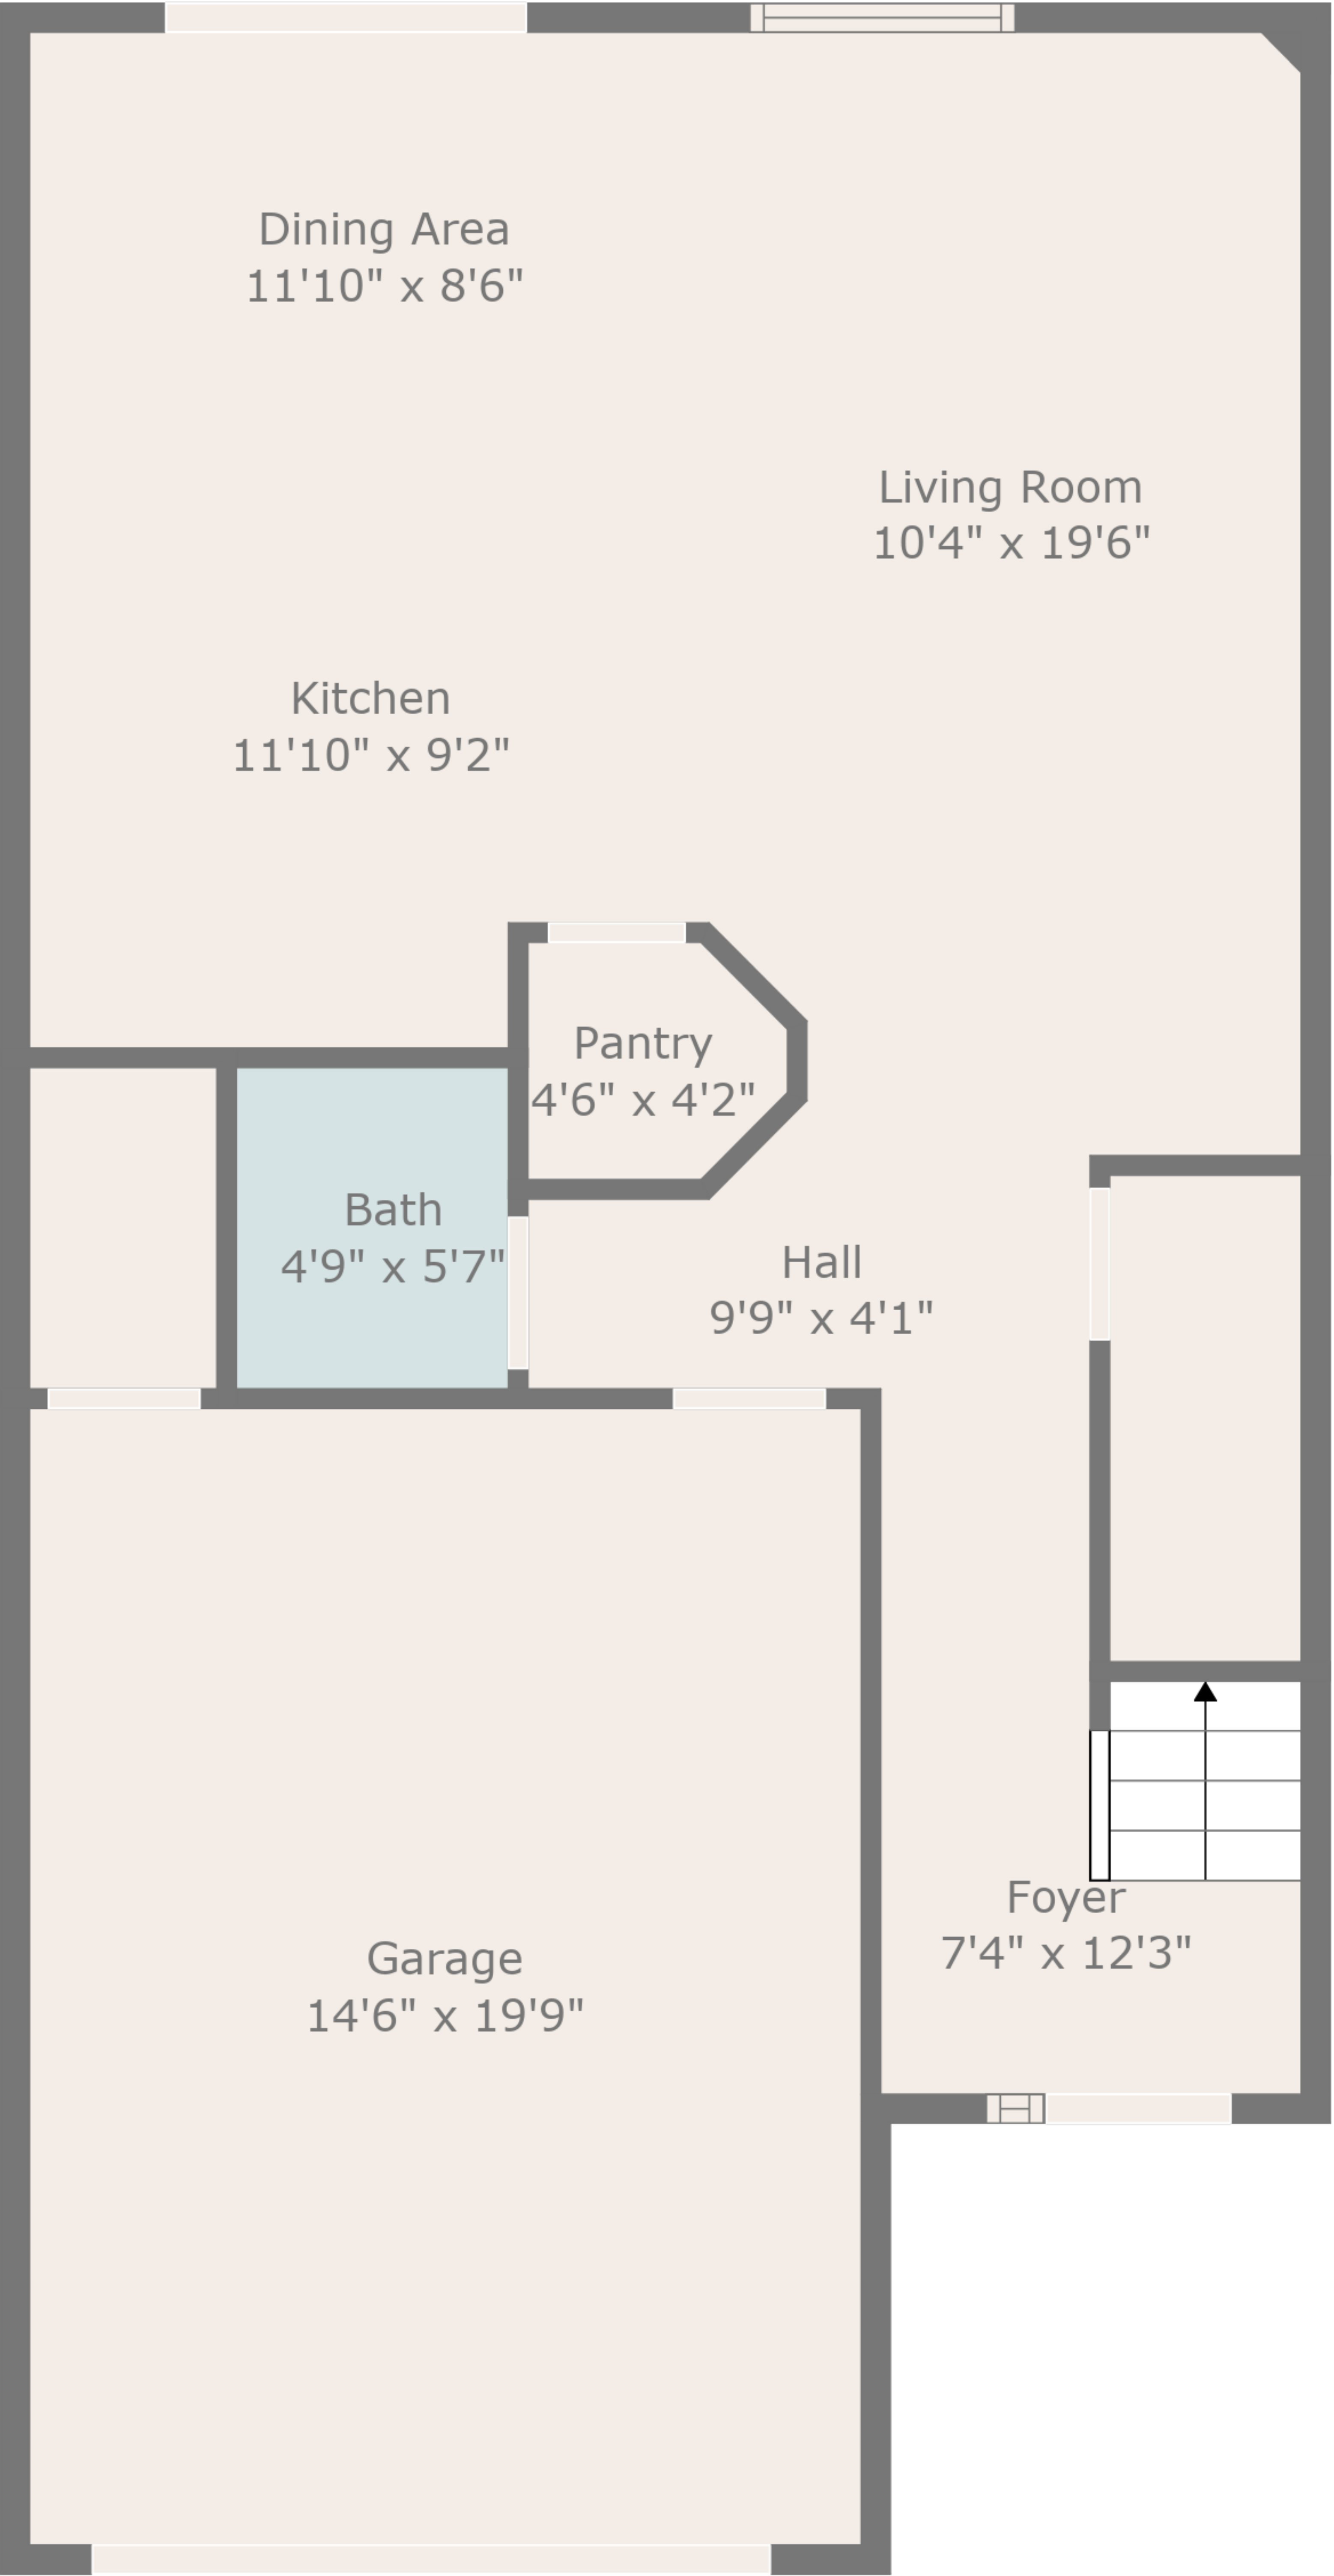 Dining Area
11'10" x 8'6"
Living Room
10'4" x 19'6"
Kitchen
11'10" x 9'2"
Pantry
4'6" x 4'2"
Bath
4'9" x 5'7"
Hall
9'9" x 4'1"
Foyer
7'4" x 12'3"
Garage
14'6" x 19'9"